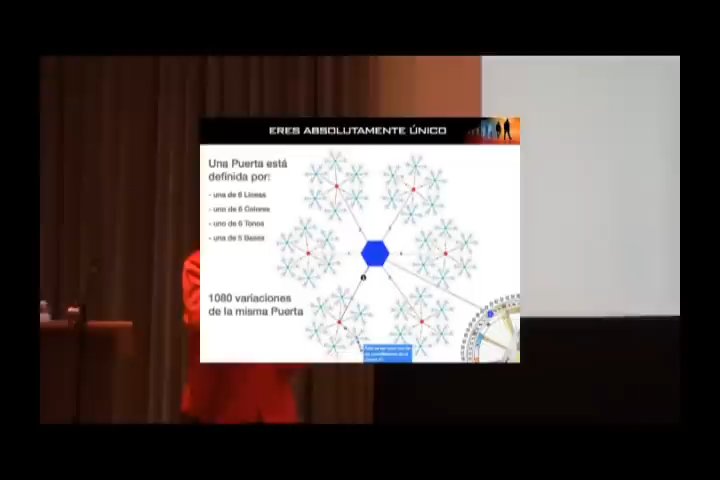 ERES ABSOLUTAMENTE ÚNICO
Una Puerta está
definida por:
- una de 6 Líneas
- uno de 6 Colores
- uno de 6 Tonos
- una de 5 Bases
1080 variaciones
de la misma Puerta